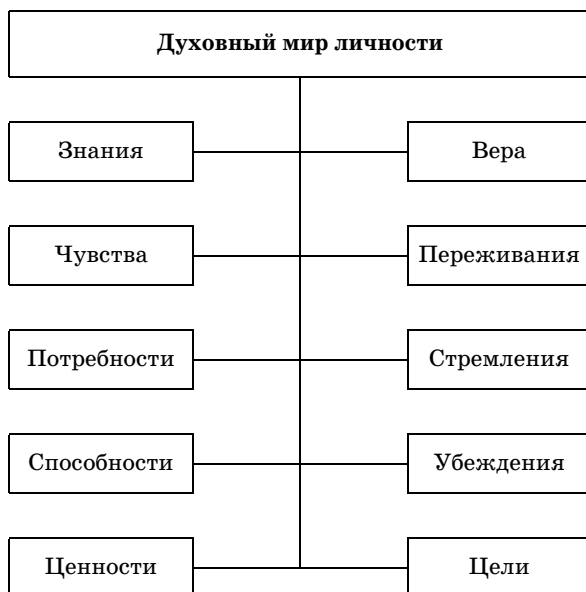 Духовный мир личности
Знания
Вера
Чувства
Переживания
Потребности
Стремления
Способности
Убеждения
Ценности
Цели